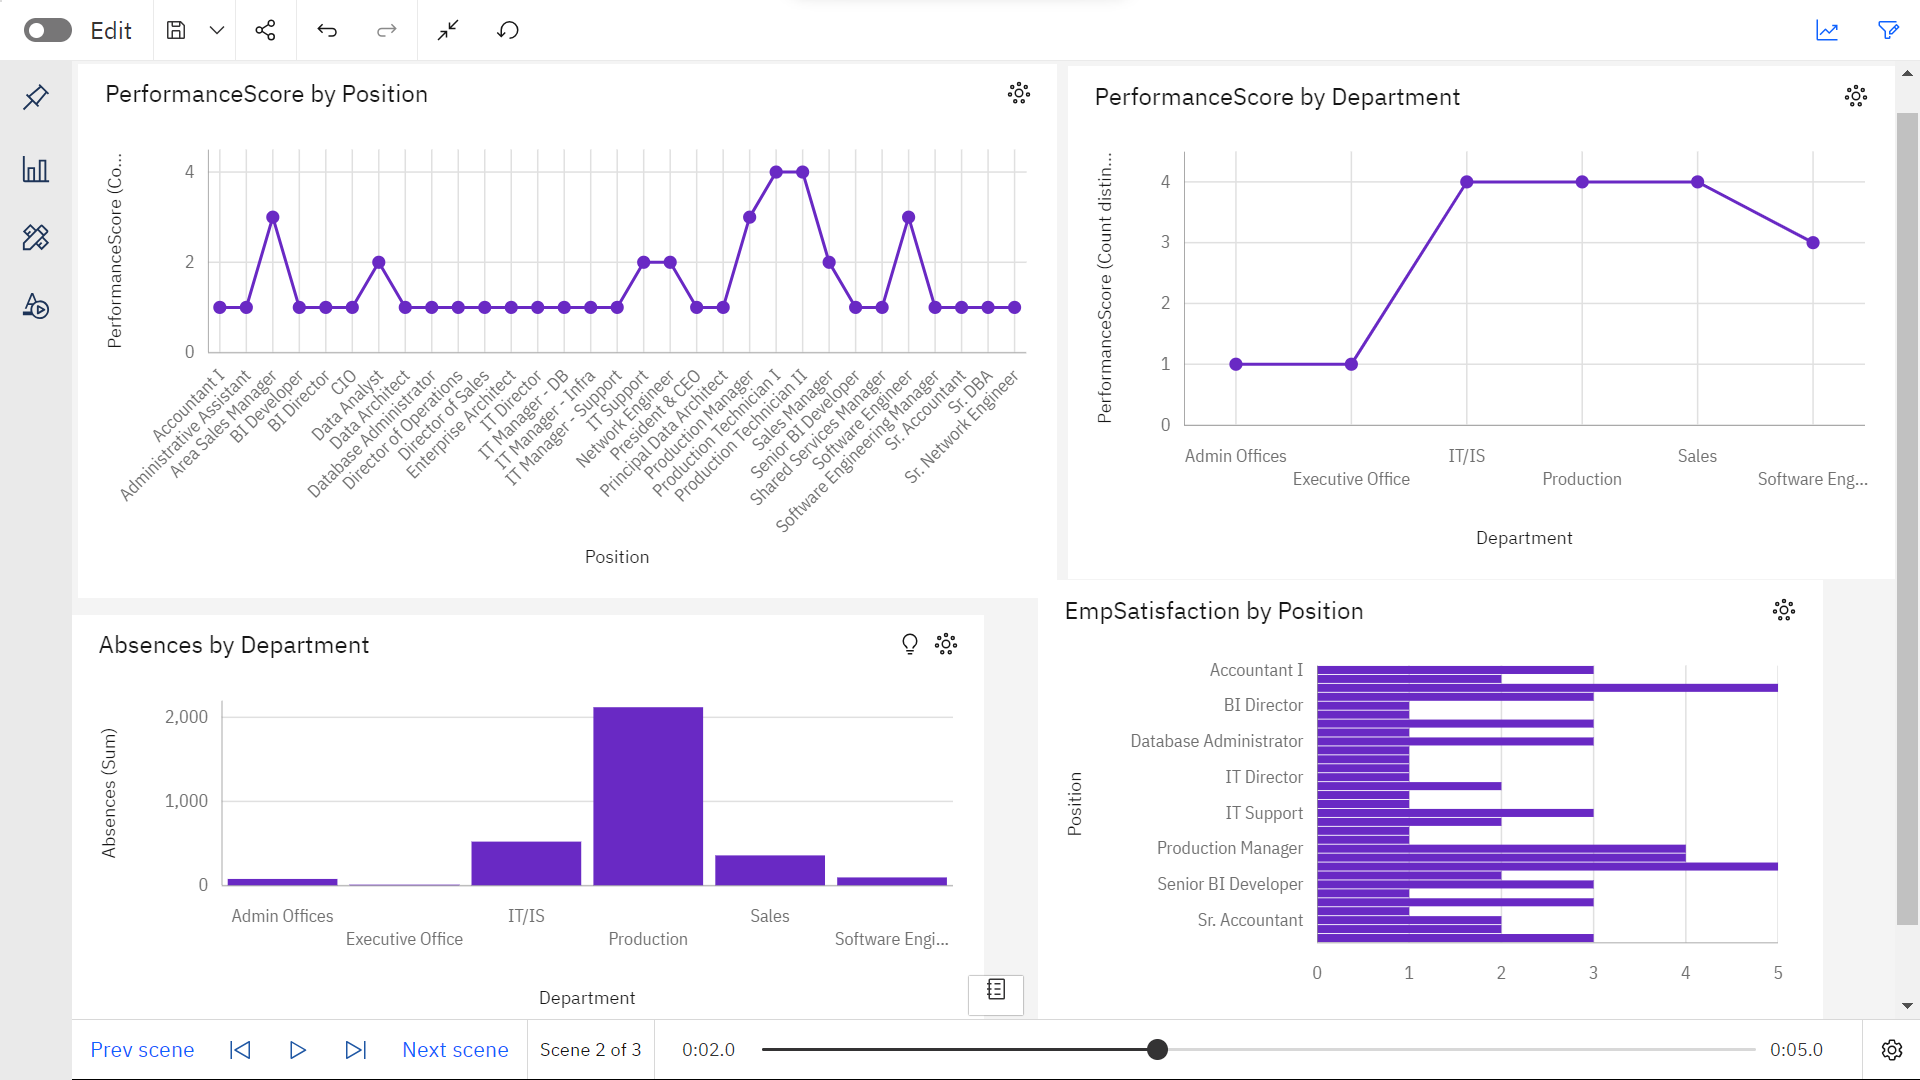 Edit
PerformanceScore by Position
PerformanceScore (Co...
4
2
0
Accountant I
Administrative Assistant
Area Sales Manager
BI Developer
BI Director
CIO
Data Analyst
Data Architect
Database Administrator
Director of Operations
Director of Sales
Enterprise Architect
IT Director
IT Manager - DB
IT Manager - Infra
IT Manager - Support
IT Support
Network Engineer
President & CEO
Principal Data Architect
Production Manager
Production Technician I
Production Technician II
Sales Manager
Senior BI Developer
Shared Services Manager
Software Engineer
Software Engineering Manager
Sr. Accountant
Sr. DBA
Sr. Network Engineer
Position
PerformanceScore by Department
PerformanceScore (Count distin...
4
3
2
1
0
Admin Offices
Executive Office
IT/IS
Production
Sales
Software Eng...
Department
Absences by Department
Absences (Sum)
2,000
1,000
0
Admin Offices
Executive Office
IT/IS
Production
Sales
Software Engi...
Department
EmpSatisfaction by Position
Position
Accountant I
BI Director
Database Administrator
IT Director
IT Support
Production Manager
Senior BI Developer
Sr. Accountant
0 1 2 3 4 5
Prev scene
Next scene
Scene 2 of 3
0:02.0
0:05.0